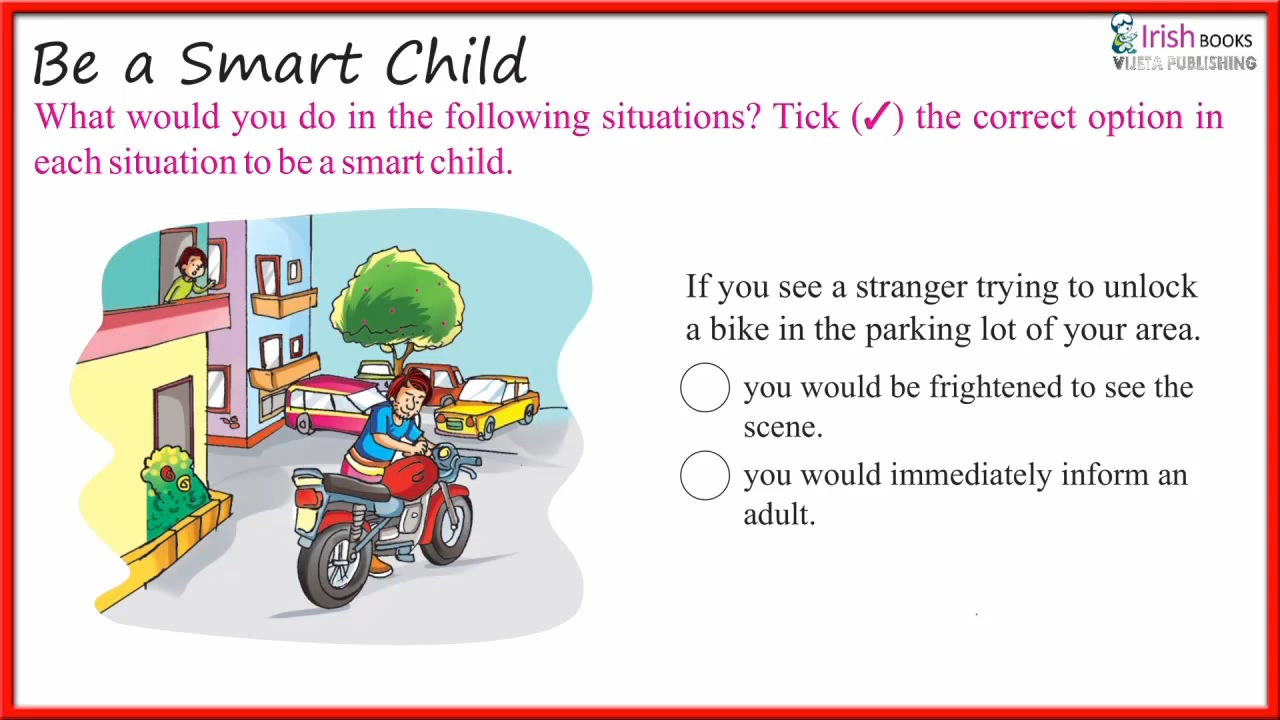 Be a Smart Child
Irish BOOKS
VIJETA PUBLISHING
What would you do in the following situations? Tick (✓) the correct option in
each situation to be a smart child.
If you see a stranger trying to unlock
a bike in the parking lot of your area.
you would be frightened to see the
scene.
you would immediately inform an
adult.